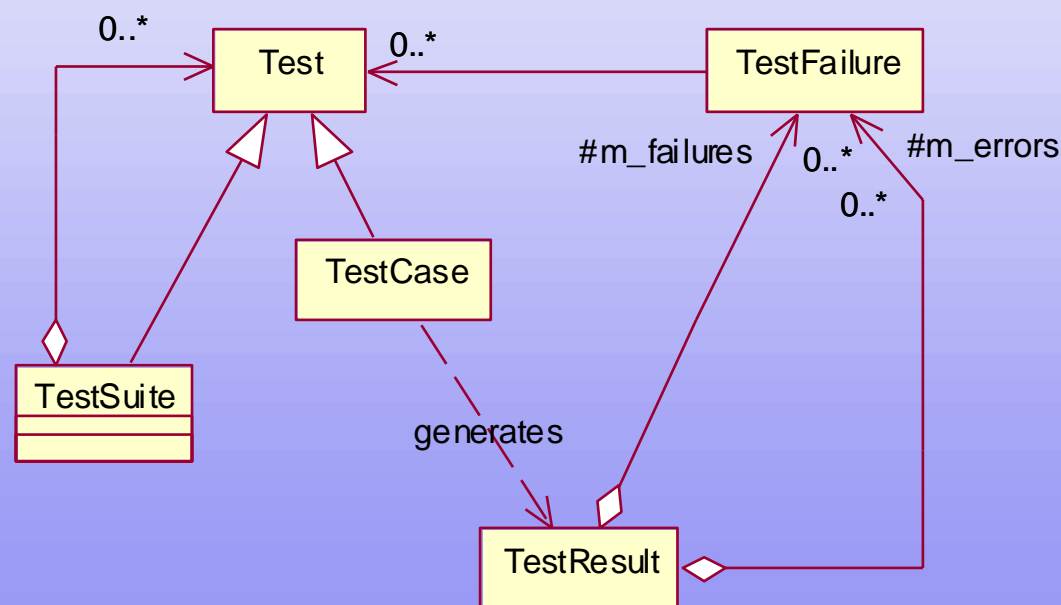 0..*
Test
0..*
TestFailure
#m_failures
0..*
#m_errors
0..*
TestCase
TestSuite
generates
TestResult